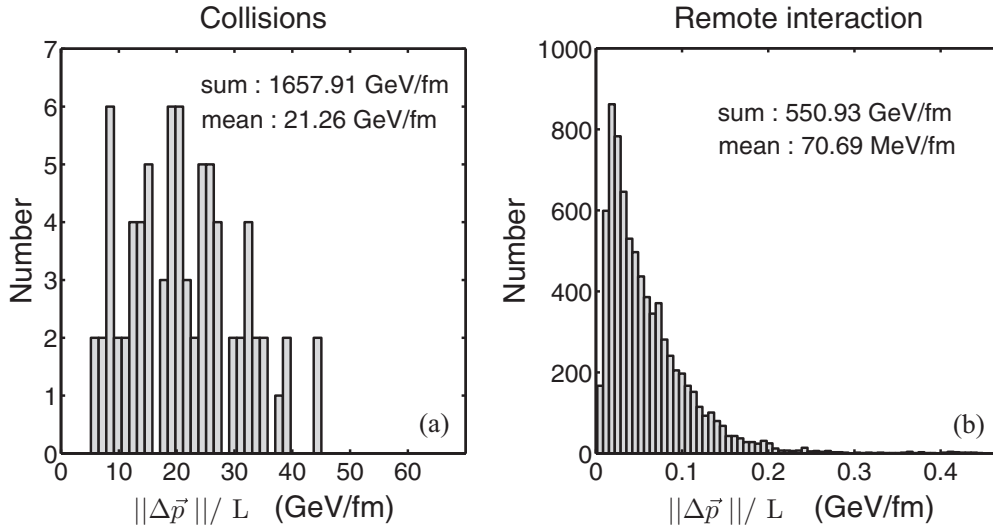 Collisions
7
6
5
4
3
2
1
0
Number
sum : 1657.91 GeV/fm
mean : 21.26 GeV/fm
(a)
0 10 20 30 40 50 60
||Δp⃗ ||/ L (GeV/fm)
Remote interaction
1000
800
600
400
200
0
Number
sum : 550.93 GeV/fm
mean : 70.69 MeV/fm
(b)
0 0.1 0.2 0.3 0.4
||Δp⃗ ||/ L (GeV/fm)